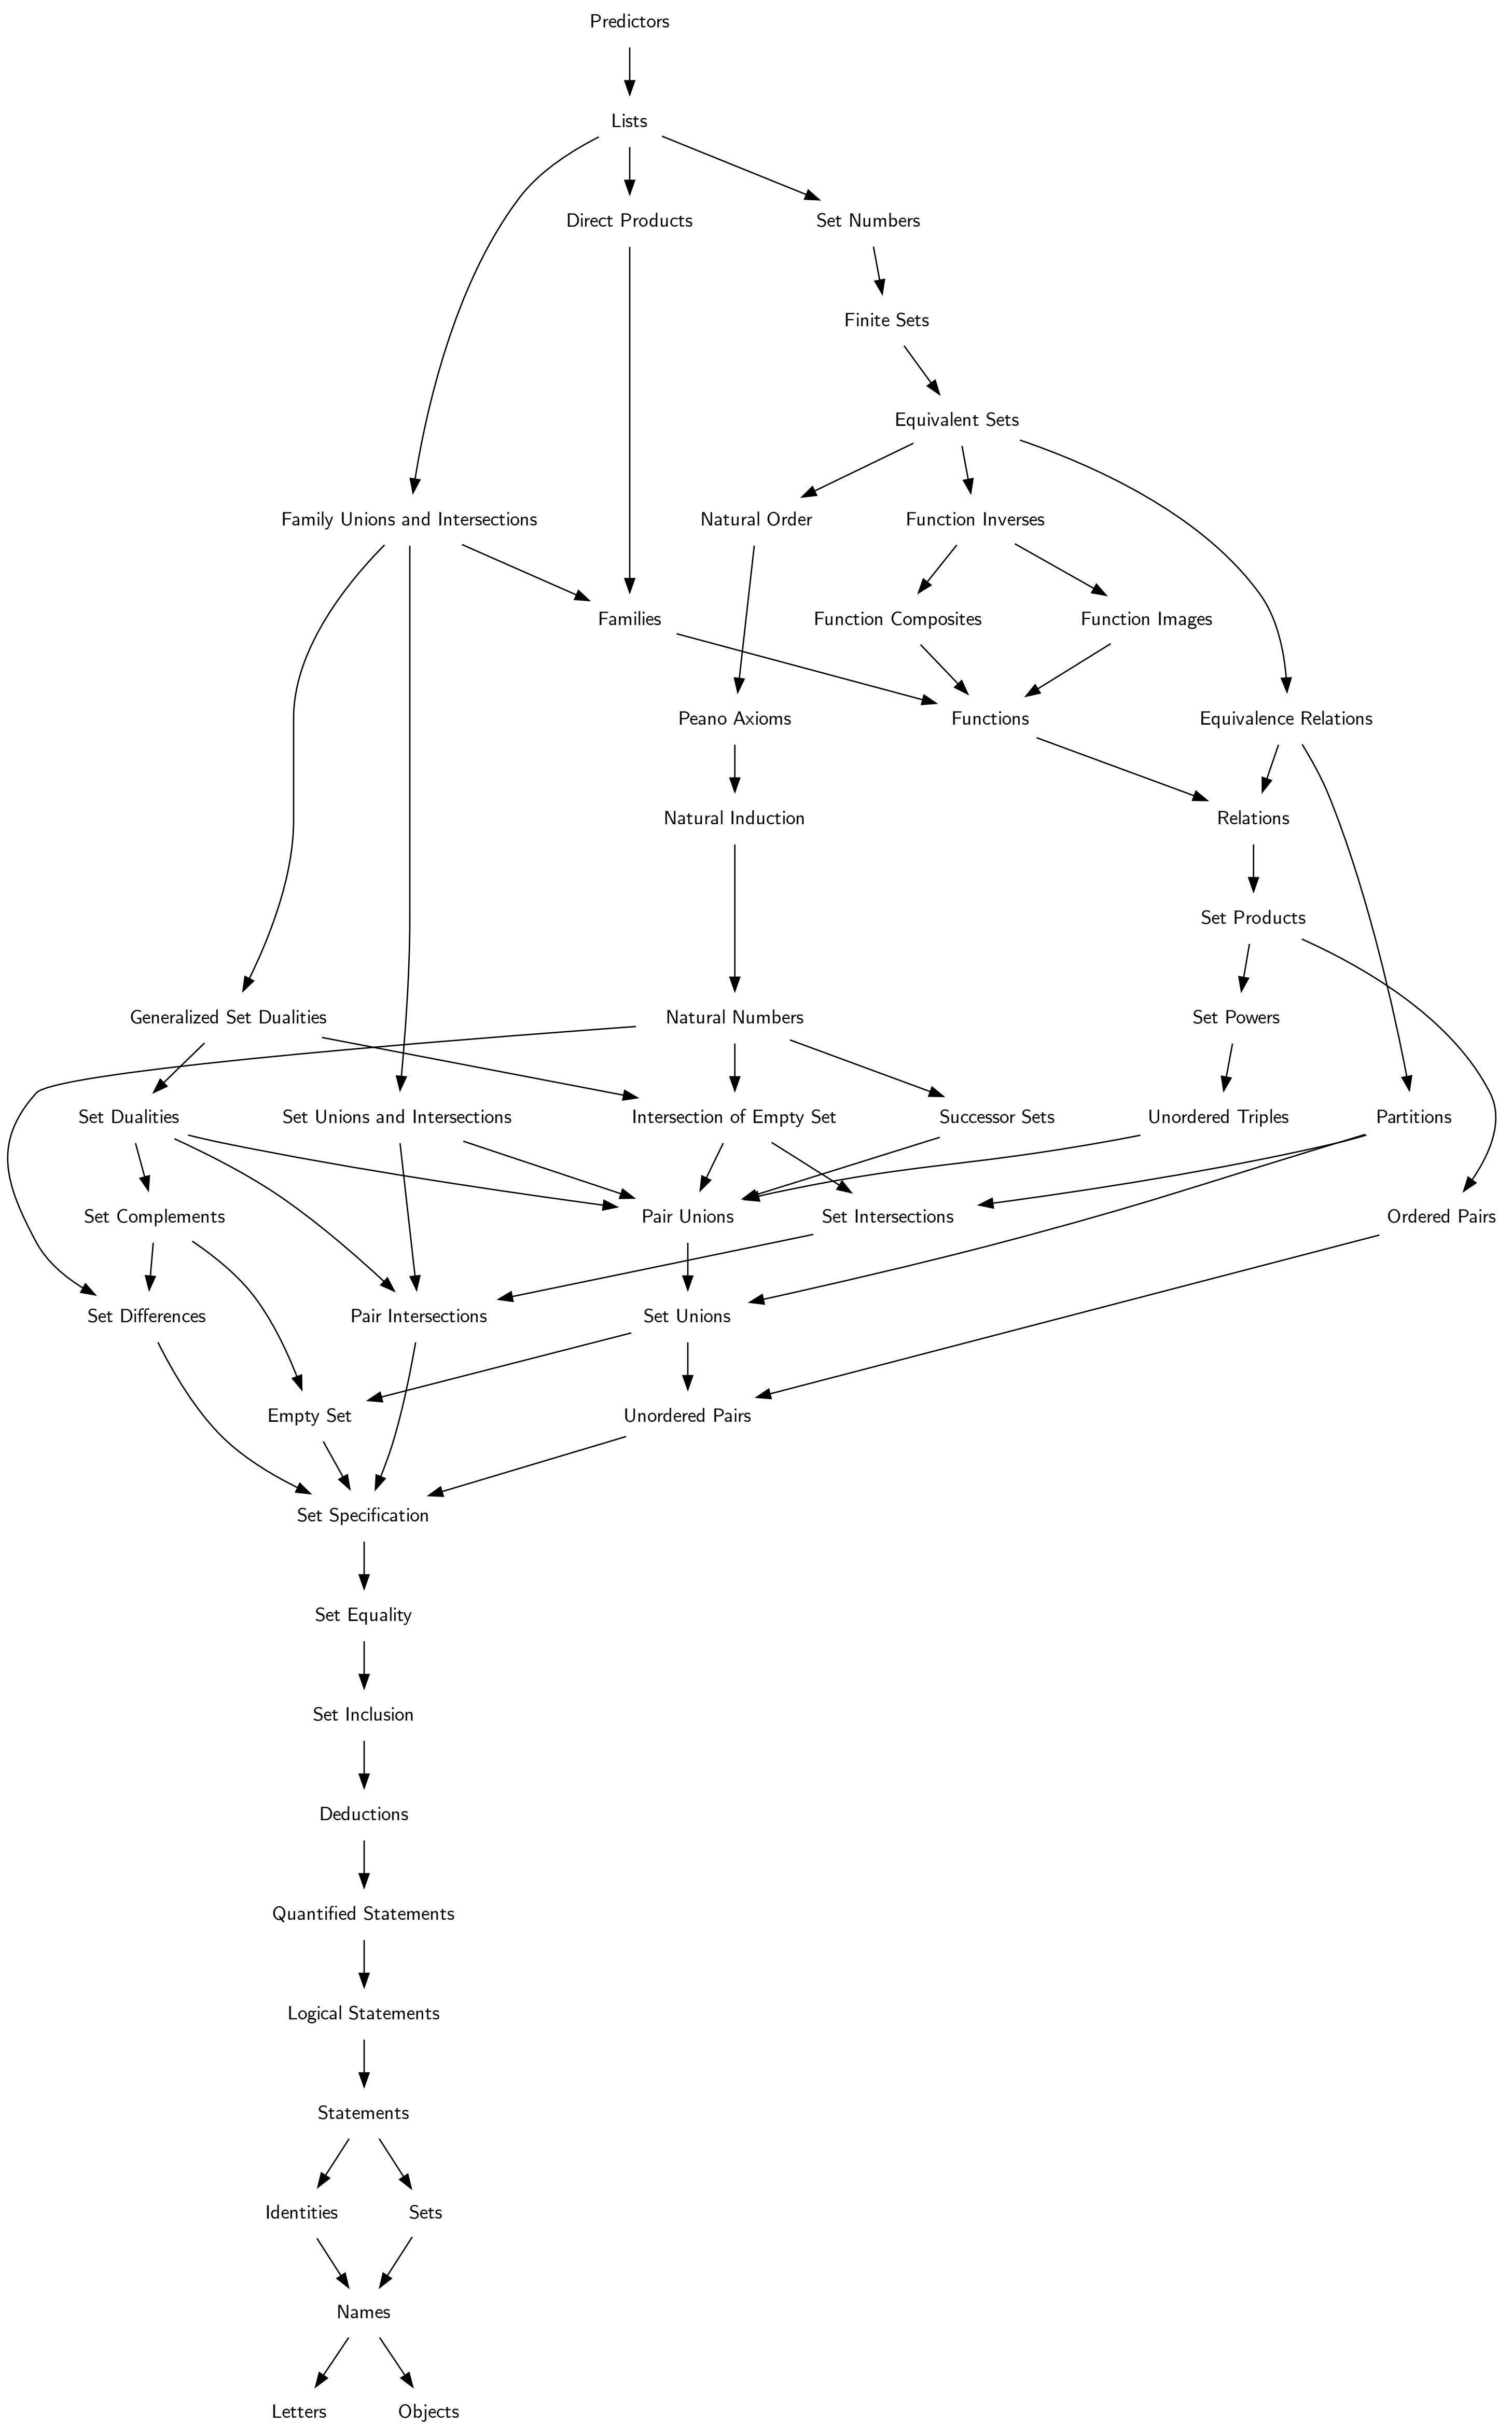 Predictors
Lists
Direct Products
Set Numbers
Finite Sets
Equivalent Sets
Family Unions and Intersections
Natural Order
Function Inverses
Families
Function Composites
Function Images
Peano Axioms
Functions
Equivalence Relations
Natural Induction
Relations
Set Products
Generalized Set Dualities
Natural Numbers
Set Powers
Set Dualities
Set Unions and Intersections
Intersection of Empty Set
Successor Sets
Unordered Triples
Partitions
Set Complements
Pair Unions
Set Intersections
Ordered Pairs
Set Differences
Pair Intersections
Set Unions
Empty Set
Unordered Pairs
Set Specification
Set Equality
Set Inclusion
Deductions
Quantified Statements
Logical Statements
Statements
Identities
Sets
Names
Letters
Objects